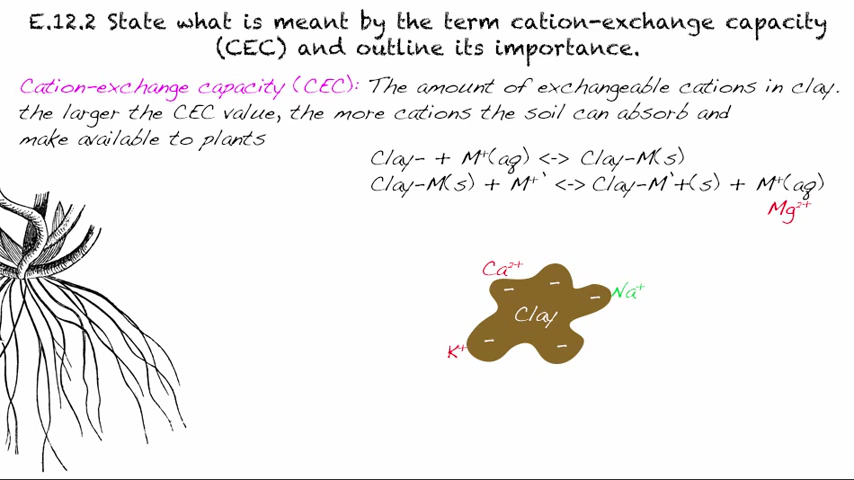 E.12.2 State what is meant by the term cation-exchange capacity
(CEC) and outline its importance.
Cation-exchange capacity (CEC): The amount of exchangeable cations in clay.
the larger the CEC value, the more cations the soil can absorb and
make available to plants
Clay- + M⁺(aq) <-> Clay-M(s)
Clay-M(s) + M⁺` <-> Clay-M`+(s) + M⁺(aq)
Mg²⁺
Ca²⁺
− − −
Na⁺
Clay
K⁺
− −